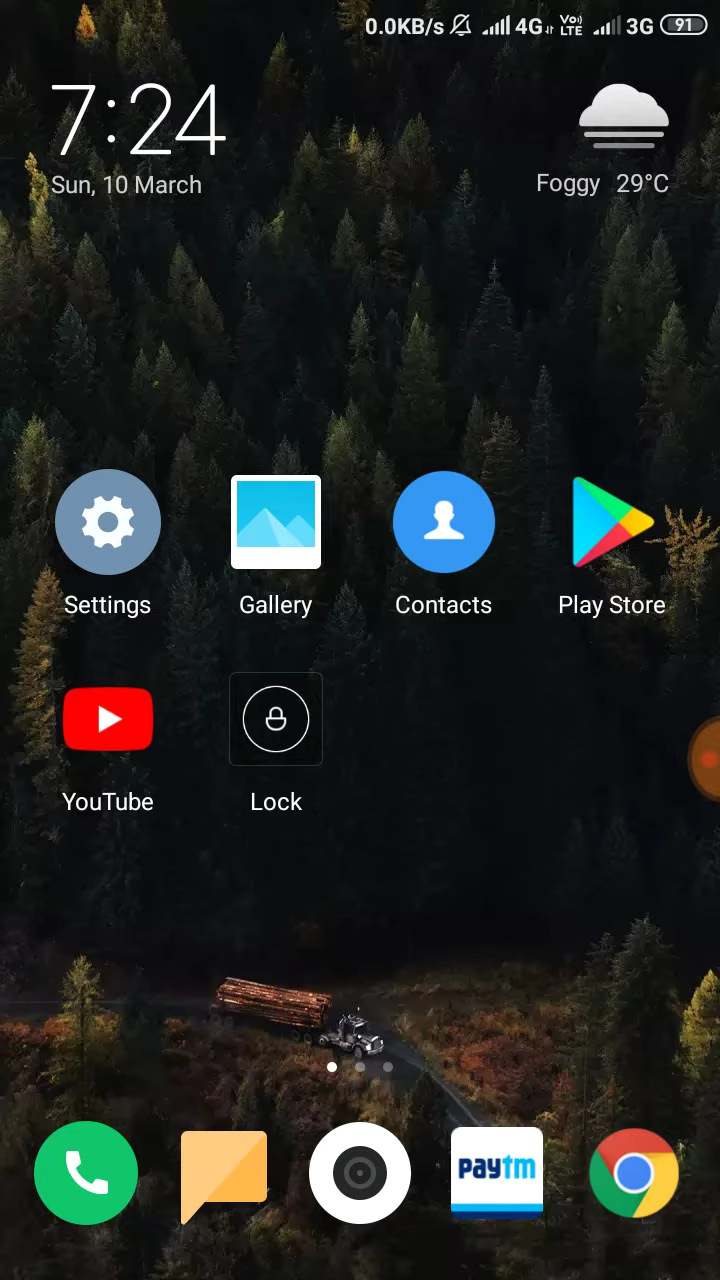 0.0KB/s 4G Vo) LTE 3G 91
7:24
Sun, 10 March
Foggy 29°C
Settings Gallery Contacts Play Store
YouTube Lock
paytm